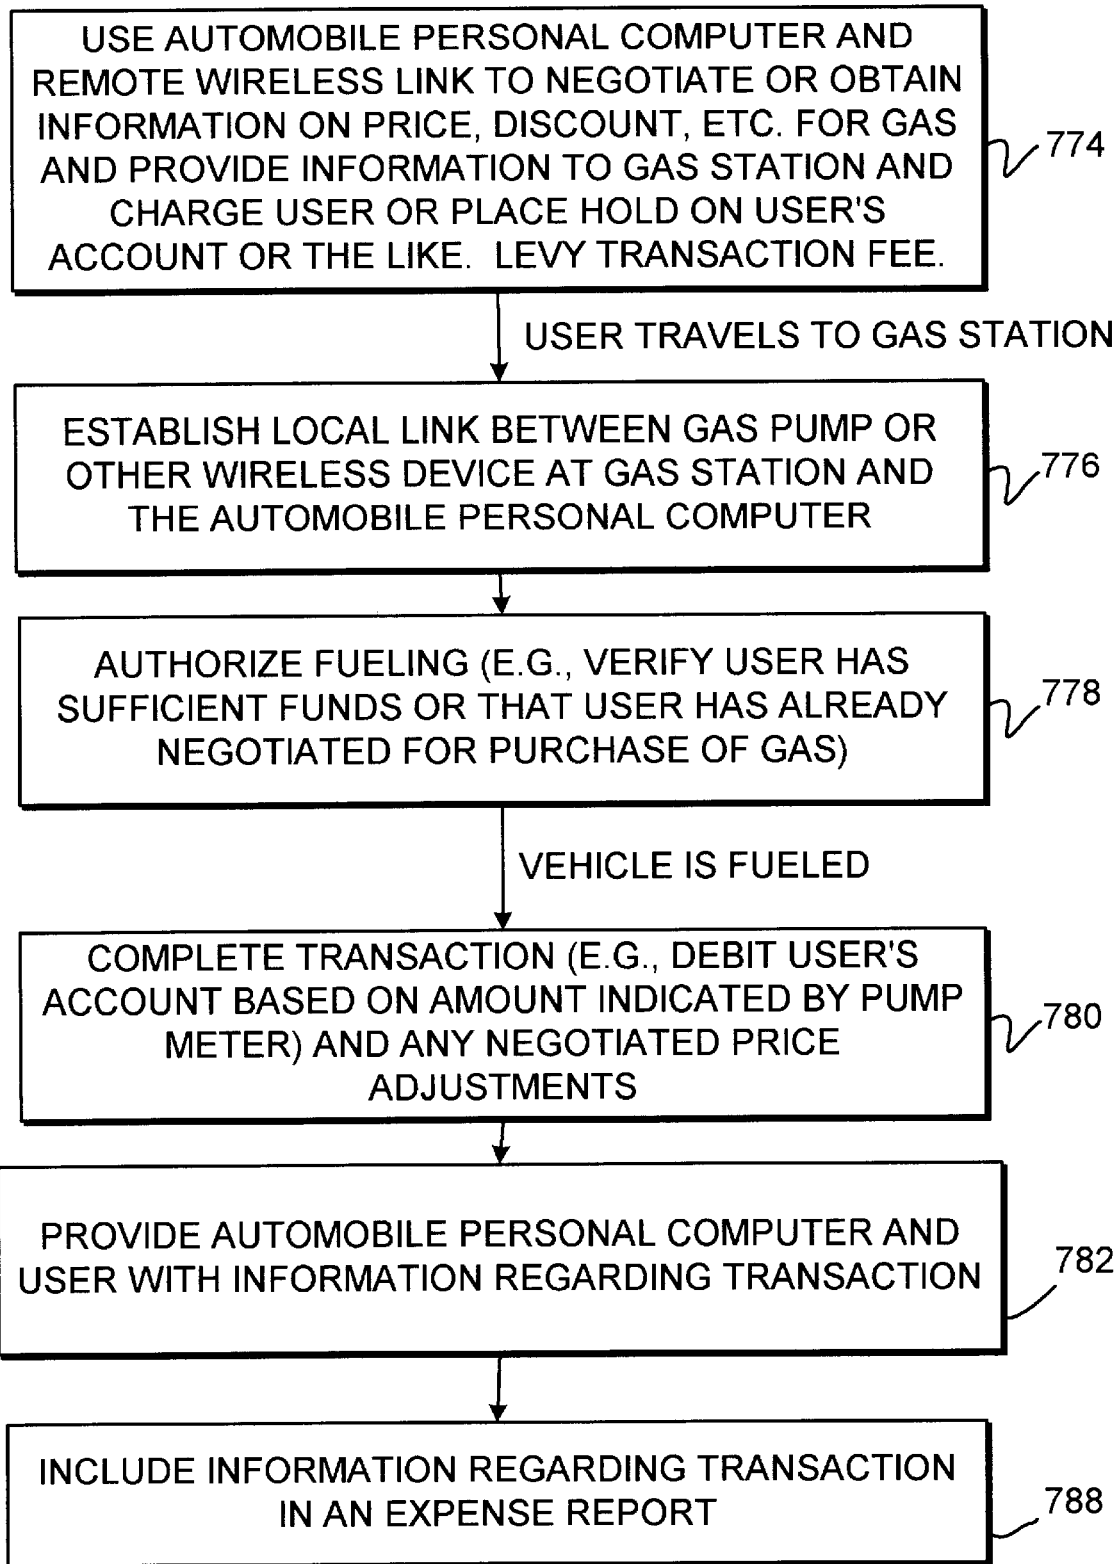 USE AUTOMOBILE PERSONAL COMPUTER AND
REMOTE WIRELESS LINK TO NEGOTIATE OR OBTAIN
INFORMATION ON PRICE, DISCOUNT, ETC. FOR GAS
AND PROVIDE INFORMATION TO GAS STATION AND
CHARGE USER OR PLACE HOLD ON USER'S
ACCOUNT OR THE LIKE. LEVY TRANSACTION FEE.
774
USER TRAVELS TO GAS STATION
ESTABLISH LOCAL LINK BETWEEN GAS PUMP OR
OTHER WIRELESS DEVICE AT GAS STATION AND
THE AUTOMOBILE PERSONAL COMPUTER
776
AUTHORIZE FUELING (E.G., VERIFY USER HAS
SUFFICIENT FUNDS OR THAT USER HAS ALREADY
NEGOTIATED FOR PURCHASE OF GAS)
778
VEHICLE IS FUELED
COMPLETE TRANSACTION (E.G., DEBIT USER'S
ACCOUNT BASED ON AMOUNT INDICATED BY PUMP
METER) AND ANY NEGOTIATED PRICE
ADJUSTMENTS
780
PROVIDE AUTOMOBILE PERSONAL COMPUTER AND
USER WITH INFORMATION REGARDING TRANSACTION
782
INCLUDE INFORMATION REGARDING TRANSACTION
IN AN EXPENSE REPORT
788